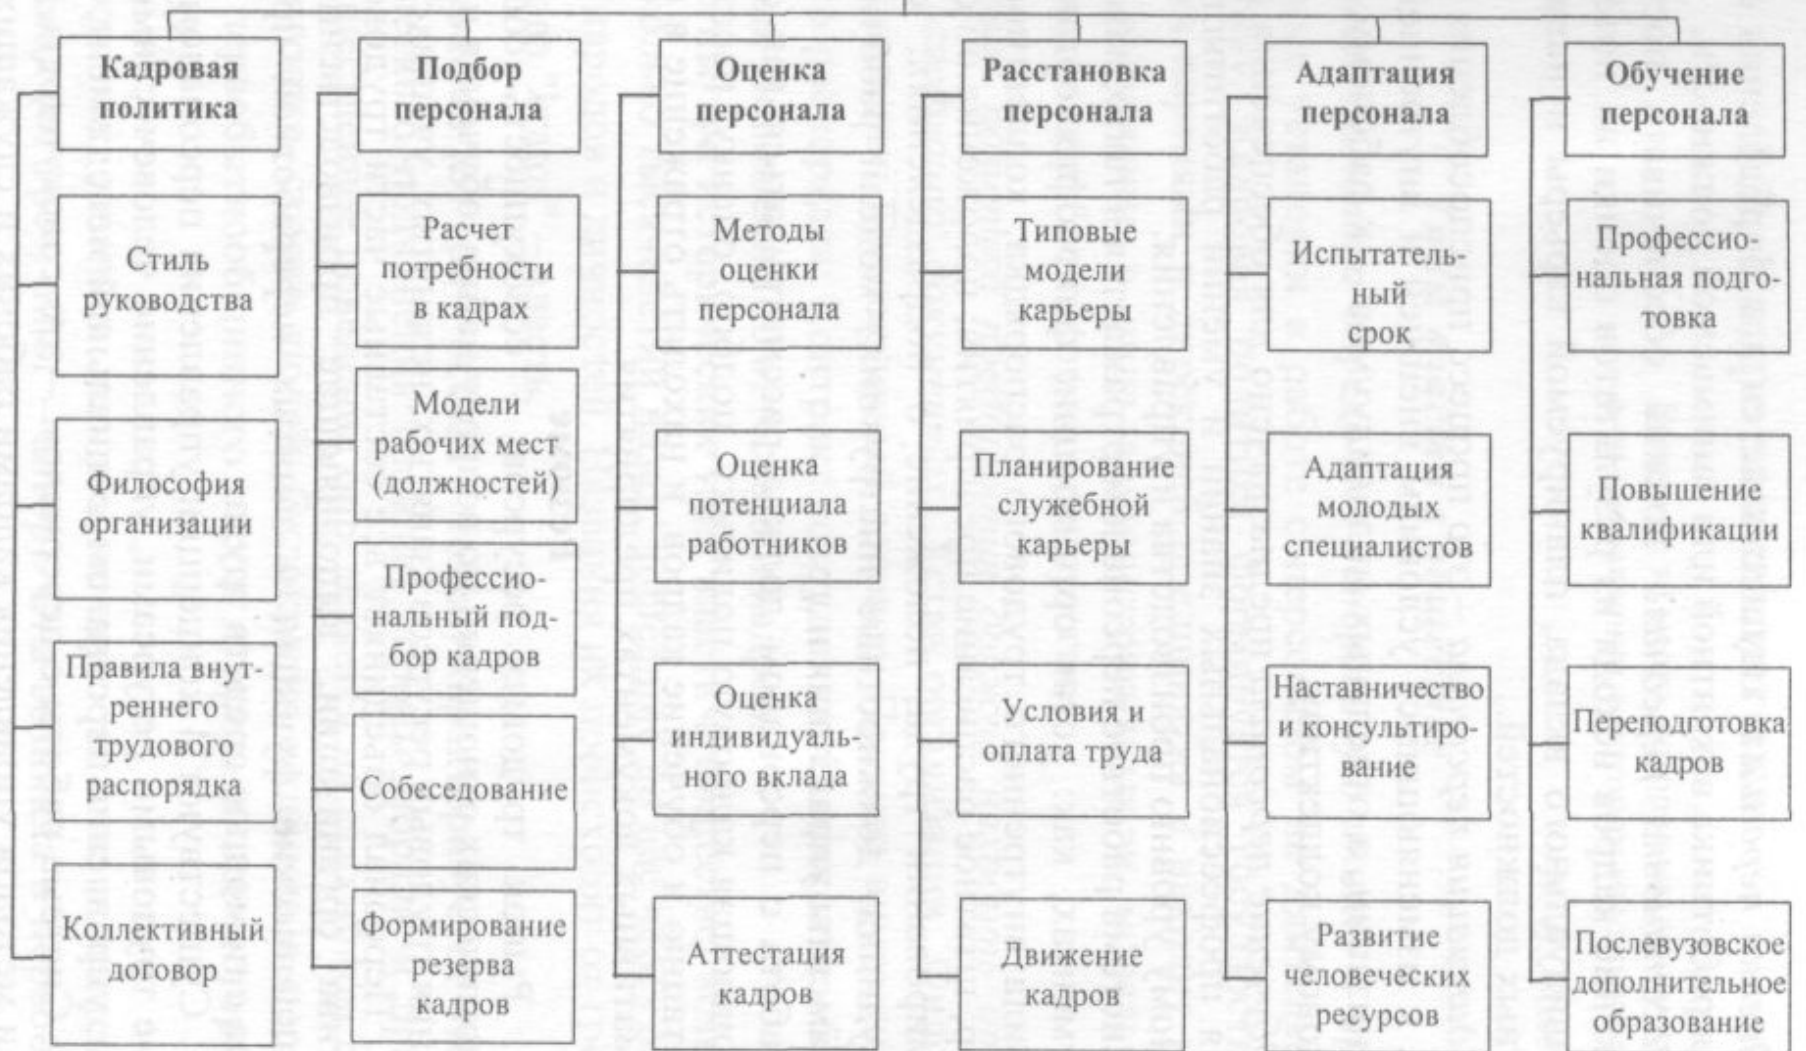 Кадровая
политика
Стиль
руководства
Философия
организации
Правила внут-
реннего
трудового
распорядка
Коллективный
договор
Подбор
персонала
Расчет
потребности
в кадрах
Модели
рабочих мест
(должностей)
Профессио-
нальный под-
бор кадров
Собеседование
Формирование
резерва
кадров
Оценка
персонала
Методы
оценки
персонала
Оценка
потенциала
работников
Оценка
индивидуаль-
ного вклада
Аттестация
кадров
Расстановка
персонала
Типовые
модели
карьеры
Планирование
служебной
карьеры
Условия и
оплата труда
Движение
кадров
Адаптация
персонала
Испытатель-
ный
срок
Адаптация
молодых
специалистов
Наставничество
и консультиро-
вание
Развитие
человеческих
ресурсов
Обучение
персонала
Профессио-
нальная подго-
товка
Повышение
квалификации
Переподготовка
кадров
Послевузовское
дополнительное
образование